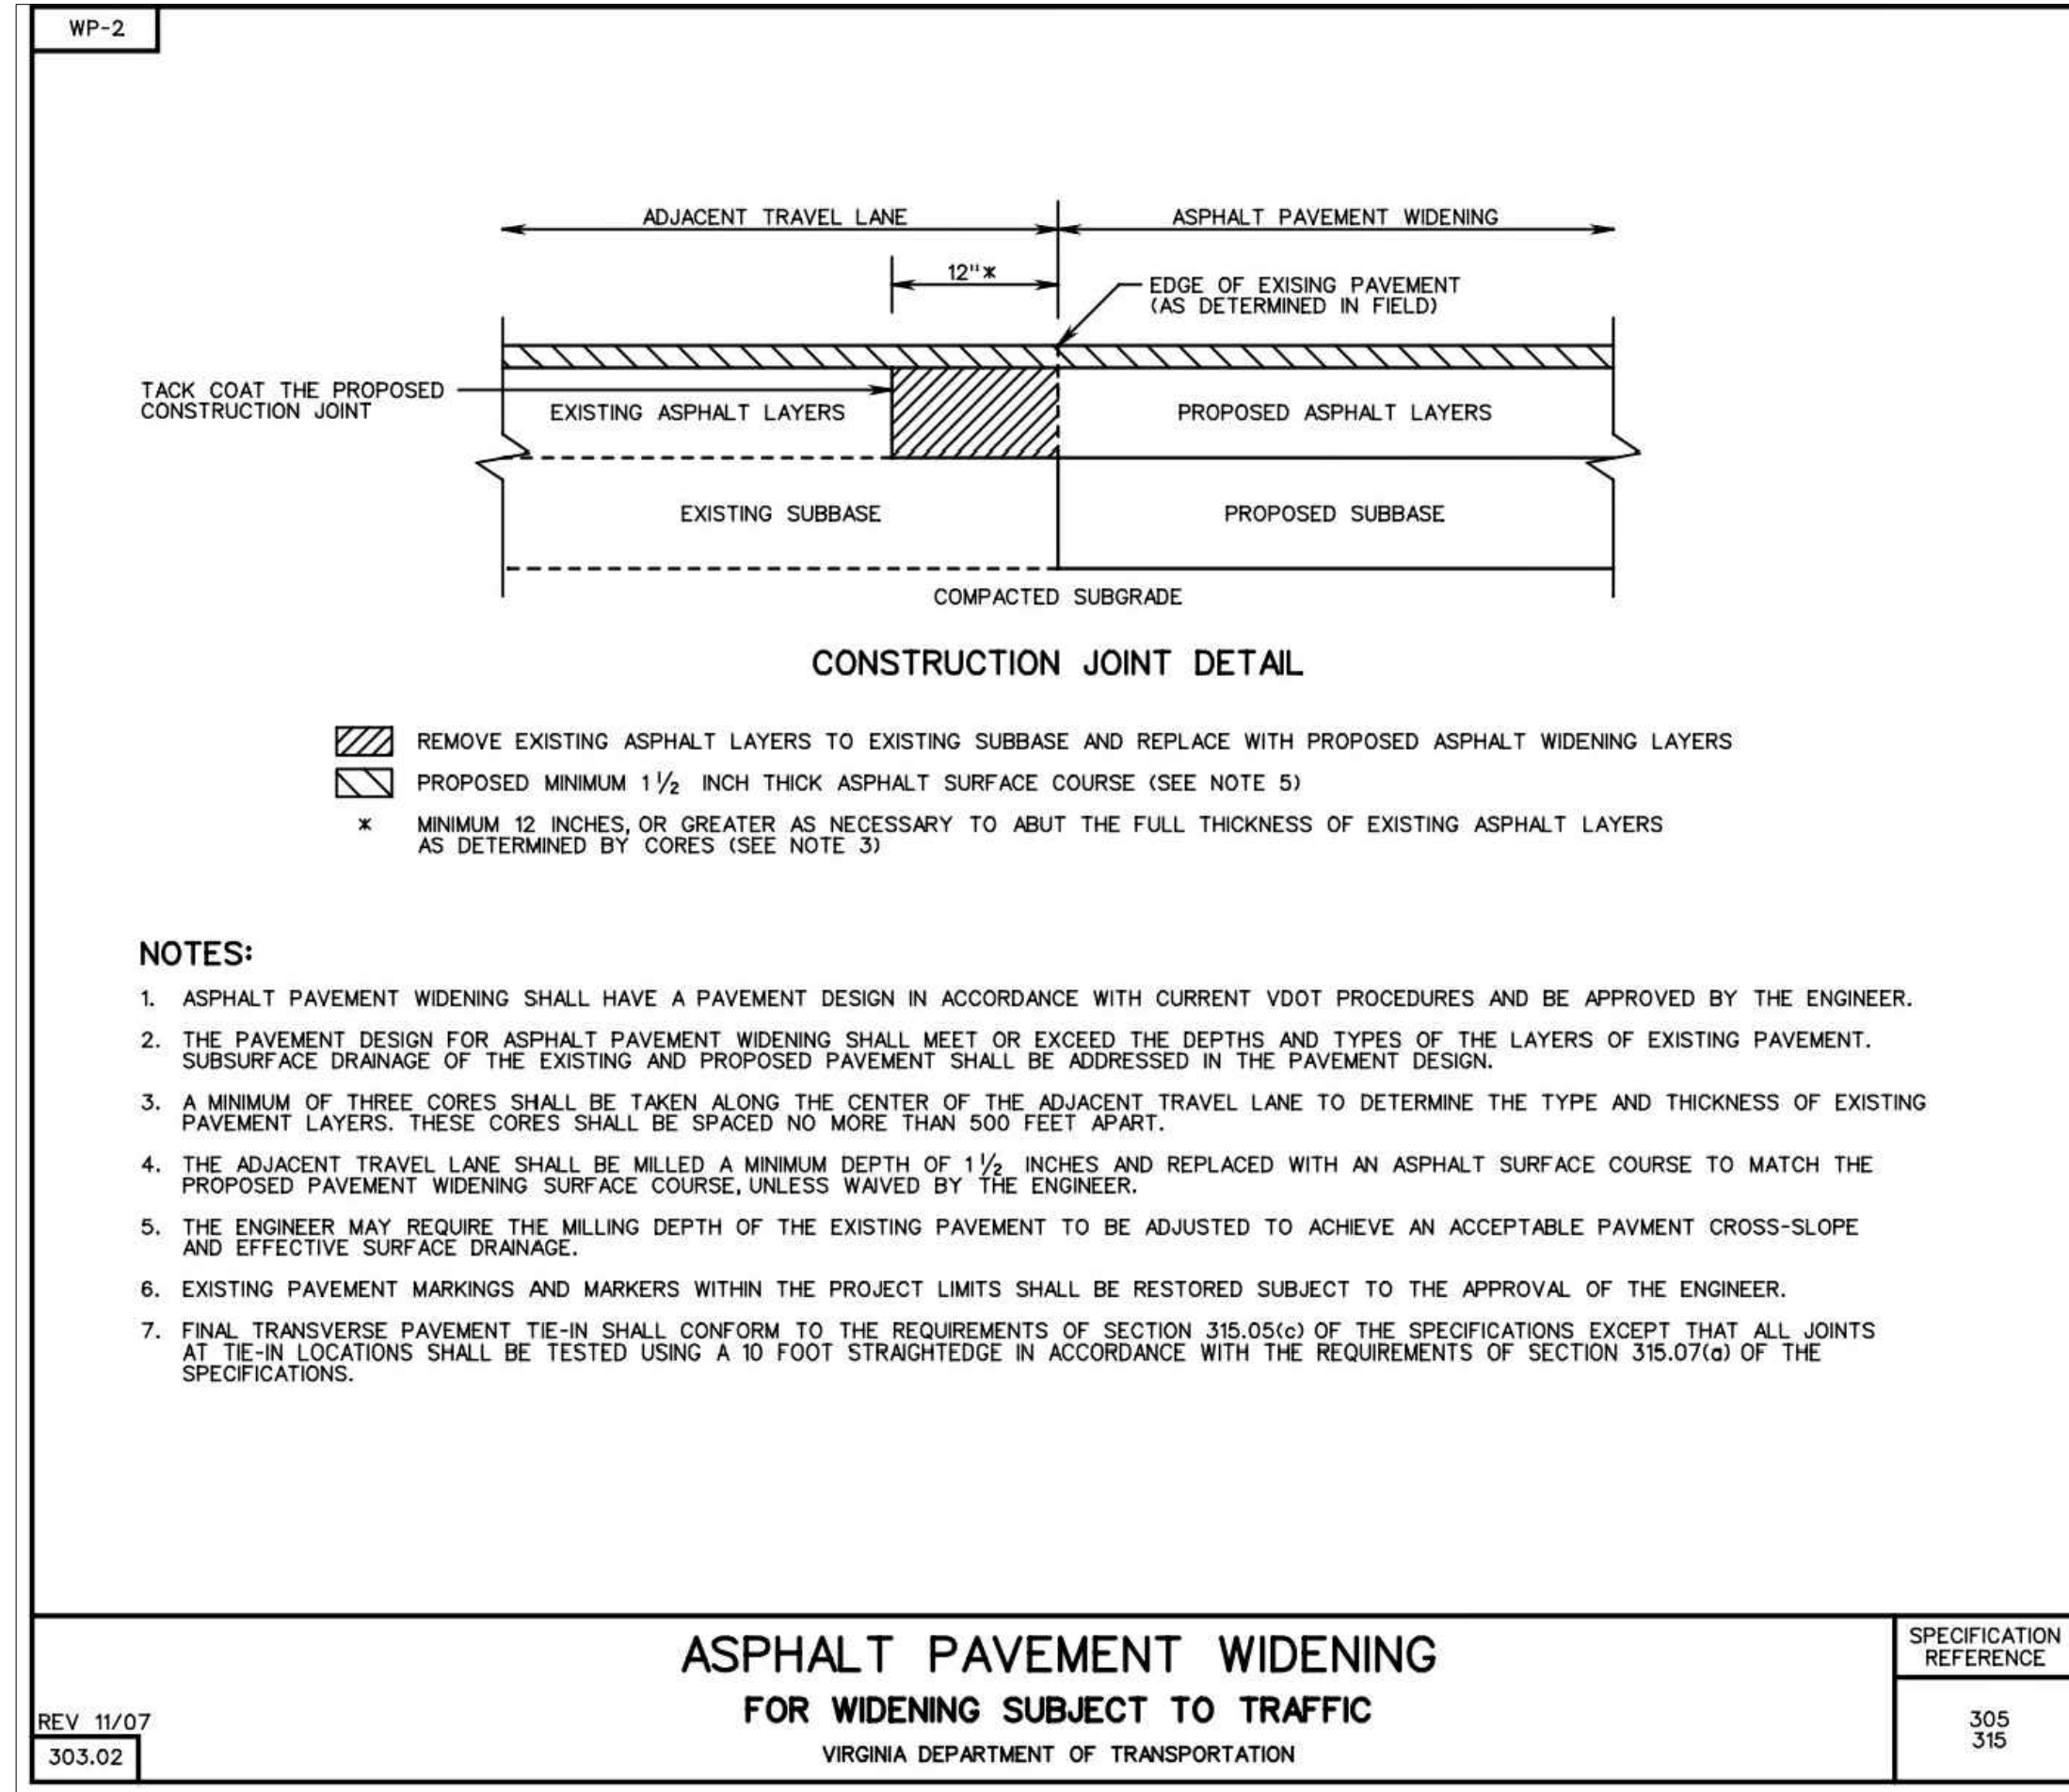 WP-2
ADJACENT TRAVEL LANE
ASPHALT PAVEMENT WIDENING
12"*
EDGE OF EXISING PAVEMENT
(AS DETERMINED IN FIELD)
TACK COAT THE PROPOSED
CONSTRUCTION JOINT
EXISTING ASPHALT LAYERS
PROPOSED ASPHALT LAYERS
EXISTING SUBBASE
PROPOSED SUBBASE
COMPACTED SUBGRADE
CONSTRUCTION JOINT DETAIL
REMOVE EXISTING ASPHALT LAYERS TO EXISTING SUBBASE AND REPLACE WITH PROPOSED ASPHALT WIDENING LAYERS
PROPOSED MINIMUM 1 1/2 INCH THICK ASPHALT SURFACE COURSE (SEE NOTE 5)
* MINIMUM 12 INCHES, OR GREATER AS NECESSARY TO ABUT THE FULL THICKNESS OF EXISTING ASPHALT LAYERS
AS DETERMINED BY CORES (SEE NOTE 3)
NOTES:
1. ASPHALT PAVEMENT WIDENING SHALL HAVE A PAVEMENT DESIGN IN ACCORDANCE WITH CURRENT VDOT PROCEDURES AND BE APPROVED BY THE ENGINEER.
2. THE PAVEMENT DESIGN FOR ASPHALT PAVEMENT WIDENING SHALL MEET OR EXCEED THE DEPTHS AND TYPES OF THE LAYERS OF EXISTING PAVEMENT.
SUBSURFACE DRAINAGE OF THE EXISTING AND PROPOSED PAVEMENT SHALL BE ADDRESSED IN THE PAVEMENT DESIGN.
3. A MINIMUM OF THREE CORES SHALL BE TAKEN ALONG THE CENTER OF THE ADJACENT TRAVEL LANE TO DETERMINE THE TYPE AND THICKNESS OF EXISTING
PAVEMENT LAYERS. THESE CORES SHALL BE SPACED NO MORE THAN 500 FEET APART.
4. THE ADJACENT TRAVEL LANE SHALL BE MILLED A MINIMUM DEPTH OF 1 1/2 INCHES AND REPLACED WITH AN ASPHALT SURFACE COURSE TO MATCH THE
PROPOSED PAVEMENT WIDENING SURFACE COURSE, UNLESS WAIVED BY THE ENGINEER.
5. THE ENGINEER MAY REQUIRE THE MILLING DEPTH OF THE EXISTING PAVEMENT TO BE ADJUSTED TO ACHIEVE AN ACCEPTABLE PAVMENT CROSS-SLOPE
AND EFFECTIVE SURFACE DRAINAGE.
6. EXISTING PAVEMENT MARKINGS AND MARKERS WITHIN THE PROJECT LIMITS SHALL BE RESTORED SUBJECT TO THE APPROVAL OF THE ENGINEER.
7. FINAL TRANSVERSE PAVEMENT TIE-IN SHALL CONFORM TO THE REQUIREMENTS OF SECTION 315.05(c) OF THE SPECIFICATIONS EXCEPT THAT ALL JOINTS
AT TIE-IN LOCATIONS SHALL BE TESTED USING A 10 FOOT STRAIGHTEDGE IN ACCORDANCE WITH THE REQUIREMENTS OF SECTION 315.07(a) OF THE
SPECIFICATIONS.
ASPHALT PAVEMENT WIDENING
FOR WIDENING SUBJECT TO TRAFFIC
VIRGINIA DEPARTMENT OF TRANSPORTATION
REV 11/07
303.02
SPECIFICATION
REFERENCE
305
315